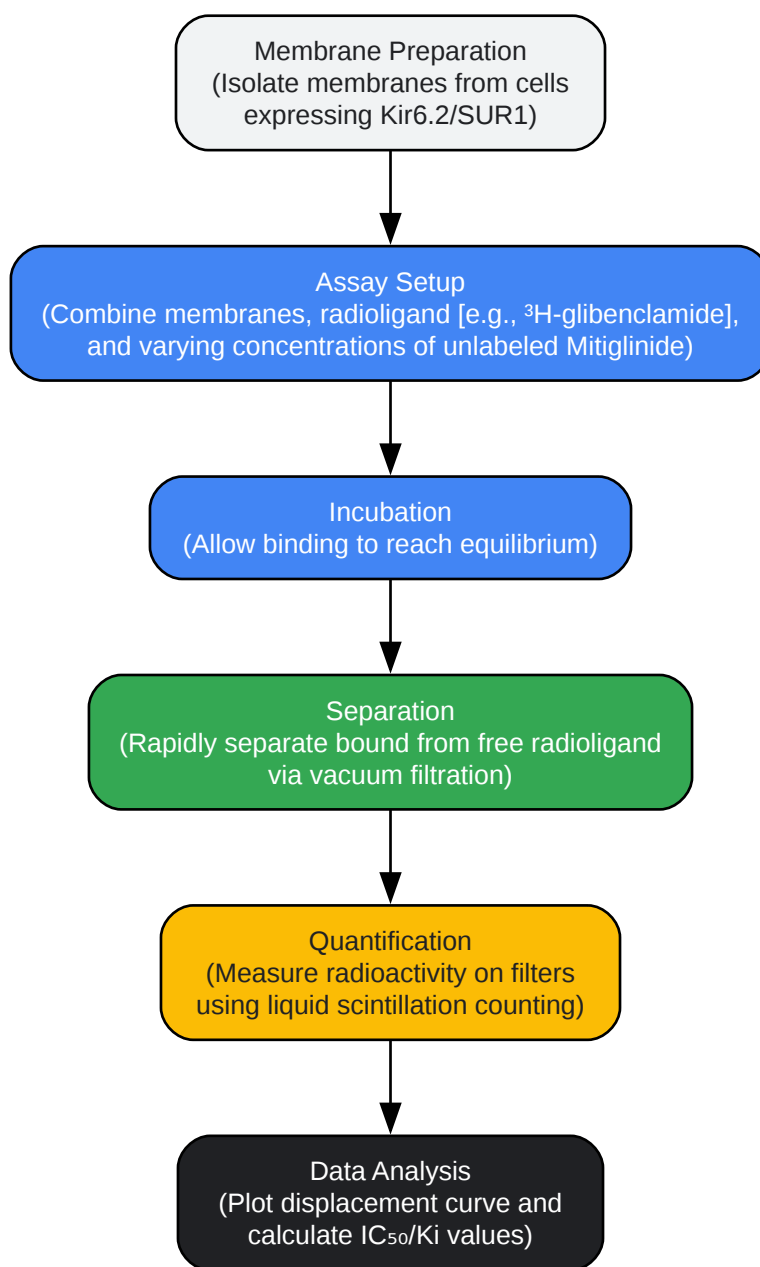 Membrane Preparation
(Isolate membranes from cells
expressing Kir6.2/SUR1)
Assay Setup
(Combine membranes, radioligand [e.g., ³H-glibenclamide],
and varying concentrations of unlabeled Mitiglinide)
Incubation
(Allow binding to reach equilibrium)
Separation
(Rapidly separate bound from free radioligand
via vacuum filtration)
Quantification
(Measure radioactivity on filters
using liquid scintillation counting)
Data Analysis
(Plot displacement curve and
calculate IC₅₀/Ki values)